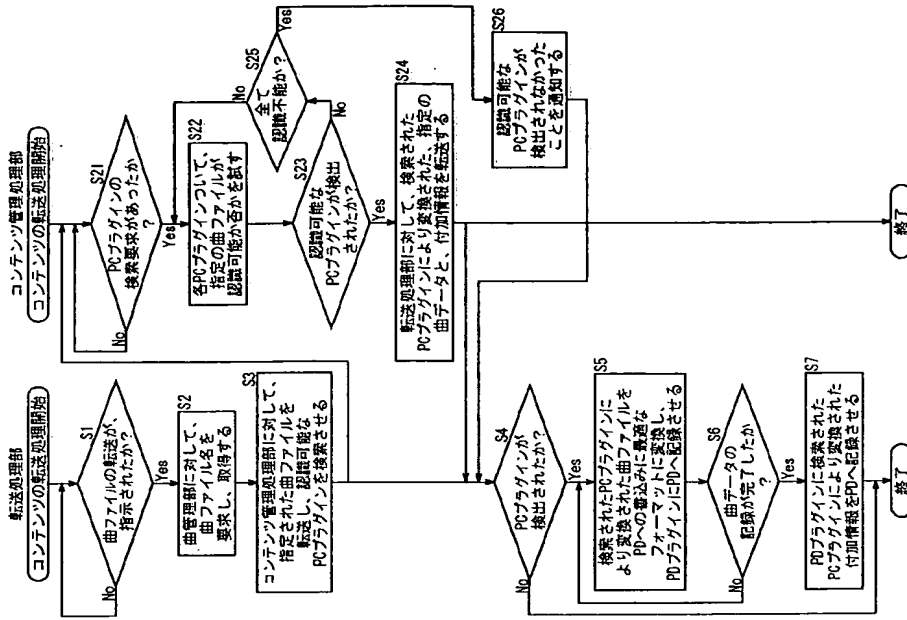 転送処理部
コンテンツの転送処理開始
S1
曲ファイルの転送が、
指示されたか?
No
Yes
S2
曲管理部に対して、
曲ファイル名を
要求し、取得する
S3
コンテンツ管理処理部に対して、
指定された曲ファイルを
転送し、認識可能な
PCプラグインを検索させる
S4
PCプラグインが
検出されたか?
No
Yes
S5
検索されたPCプラグインに
より変換された曲ファイルを
PDへの書込みに最適な
フォーマットに変換し、
PDプラグインにPDへ記録させる
S6
曲データの
記録が完了したか
?
No
Yes
S7
PDプラグインに検索された
PCプラグインにより変換された
付加情報をPDへ記録させる
終了
コンテンツ管理処理部
コンテンツの転送処理開始
S21
PCプラグインの
検索要求があったか
?
No
Yes
S22
各PCプラグインついて、
指定の曲ファイルが
認識可能か否かを試す
S23
認識可能な
PCプラグインが検出
されたか?
No
Yes
S25
全て
認識不能か?
No
Yes
S24
転送処理部に対して、検索された
PCプラグインにより変換された、指定の
曲データと、付加情報を転送する
S26
認識可能な
PCプラグインが
検出されなかった
ことを通知する
終了